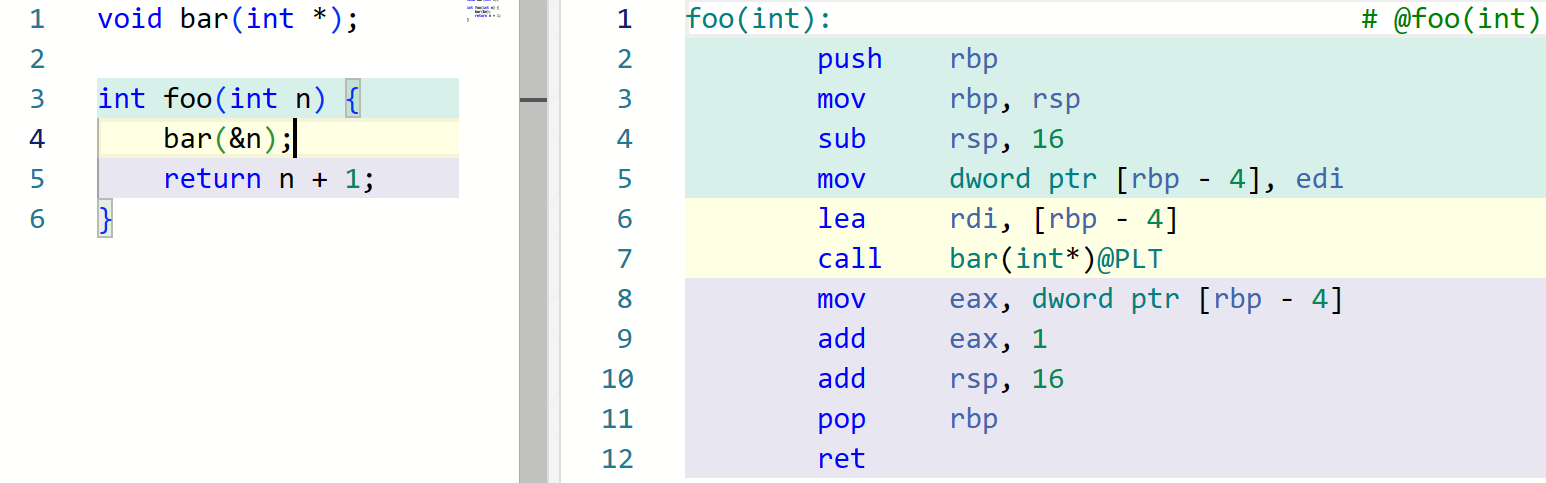 1 void bar(int *);
2
3 int foo(int n) {
4 bar(&n);
5 return n + 1;
6 }
1 foo(int): # @foo(int)
2 push rbp
3 mov rbp, rsp
4 sub rsp, 16
5 mov dword ptr [rbp - 4], edi
6 lea rdi, [rbp - 4]
7 call bar(int*)@PLT
8 mov eax, dword ptr [rbp - 4]
9 add eax, 1
10 add rsp, 16
11 pop rbp
12 ret